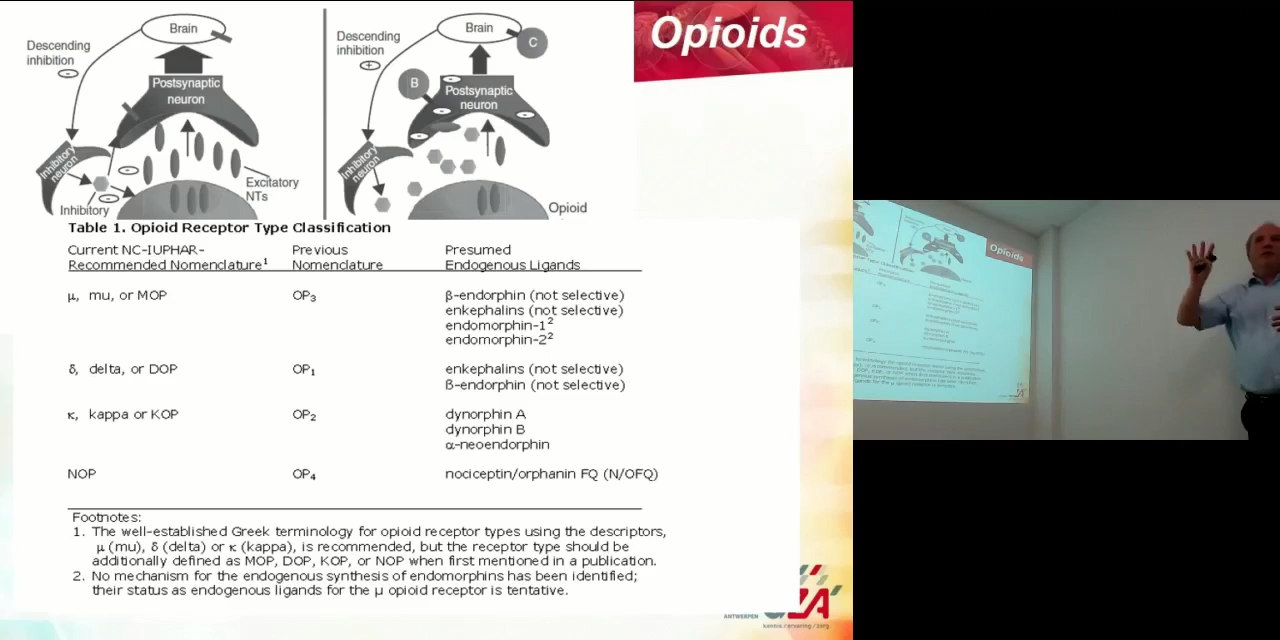 Opioids
Brain
Descending
inhibition
Postsynaptic
neuron
Inhibitory
neuron
Excitatory
NTs
Inhibitory
Brain
C
Descending
inhibition
B
Postsynaptic
neuron
Inhibitory
neuron
Opioid
Table 1. Opioid Receptor Type Classification
Current NC-IUPHAR-
Recommended Nomenclature¹
Previous
Nomenclature
Presumed
Endogenous Ligands
μ, mu, or MOP
OP₃
β-endorphin (not selective)
enkephalins (not selective)
endomorphin-1²
endomorphin-2²
δ, delta, or DOP
OP₁
enkephalins (not selective)
β-endorphin (not selective)
κ, kappa or KOP
OP₂
dynorphin A
dynorphin B
α-neoendorphin
NOP
OP₄
nociceptin/orphanin FQ (N/OFQ)
Footnotes:
1. The well-established Greek terminology for opioid receptor types using the descriptors,
μ (mu), δ (delta) or κ (kappa), is recommended, but the receptor type should be
additionally defined as MOP, DOP, KOP, or NOP when first mentioned in a publication.
2. No mechanism for the endogenous synthesis of endomorphins has been identified;
their status as endogenous ligands for the μ opioid receptor is tentative.
ANTWERPEN
kennis / ervaring / zorg
Opioids